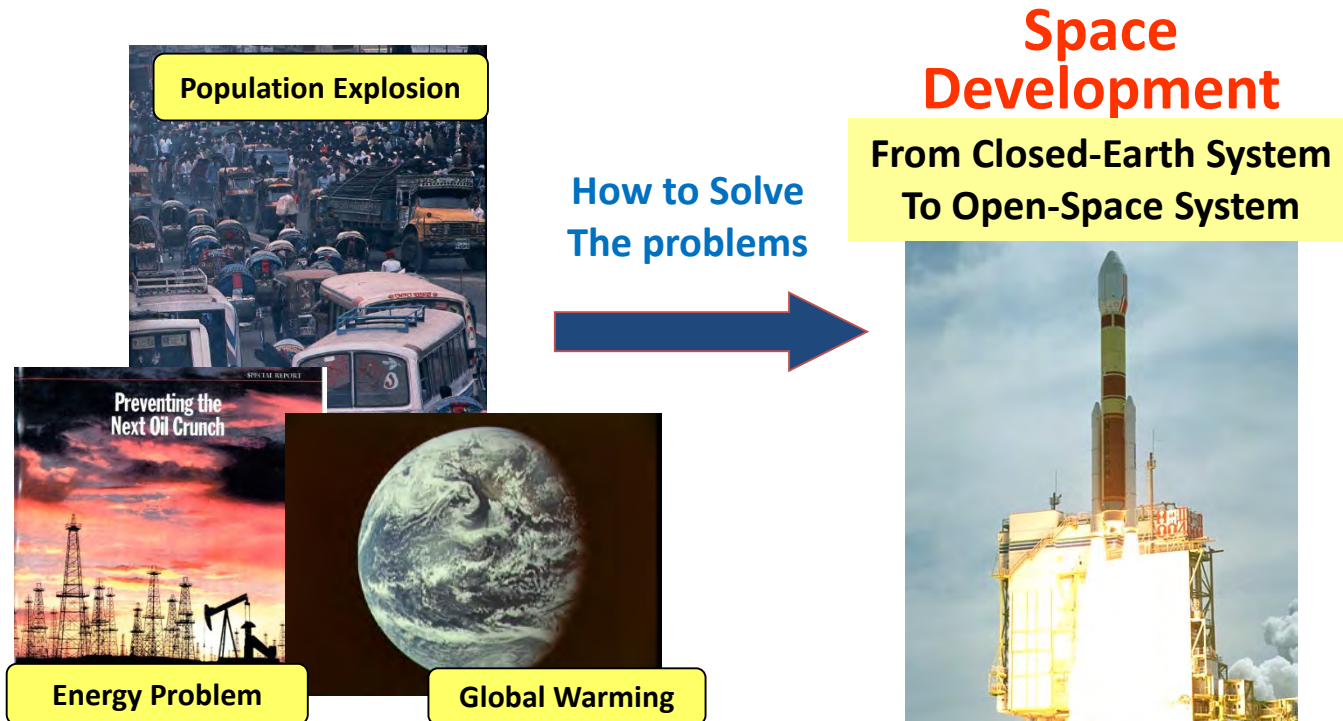 Population Explosion
SPECIAL REPORT
Preventing the
Next Oil Crunch
Energy Problem
Global Warming
How to Solve
The problems
Space
Development
From Closed-Earth System
To Open-Space System